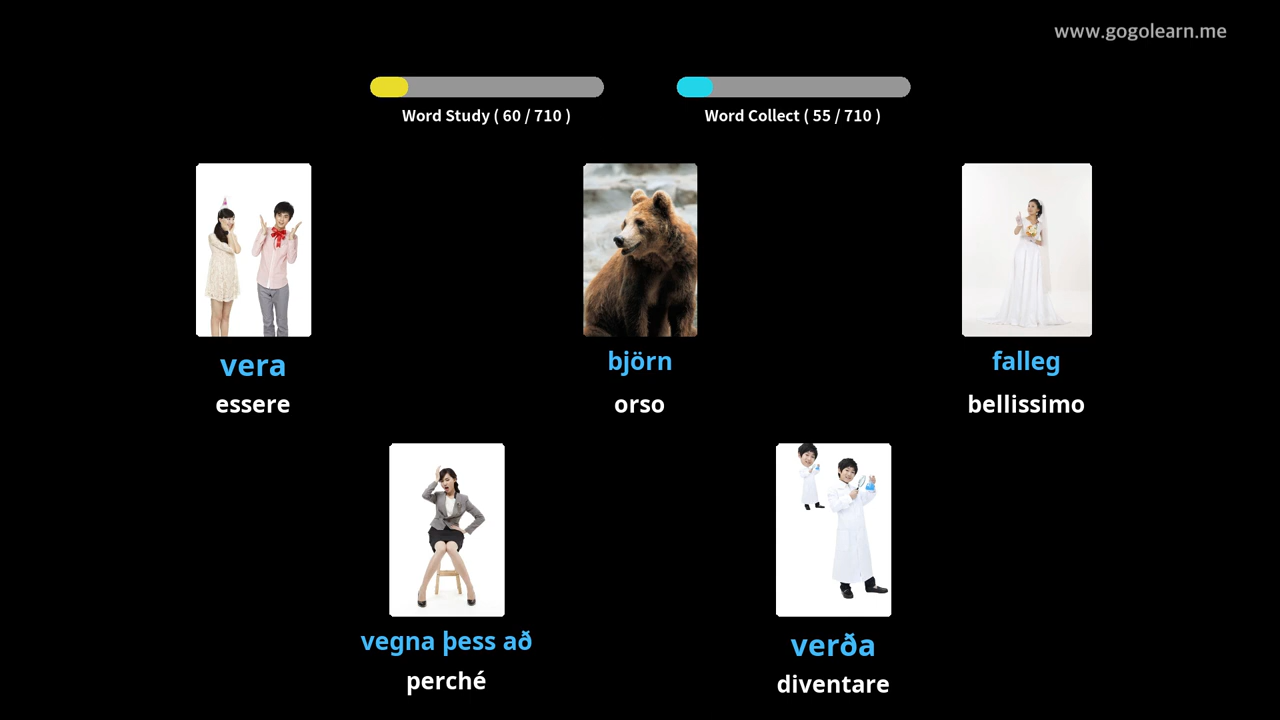 www.gogolearn.me
Word Study ( 60 / 710 )
Word Collect ( 55 / 710 )
vera
essere
björn
orso
falleg
bellissimo
vegna þess að
perché
verða
diventare